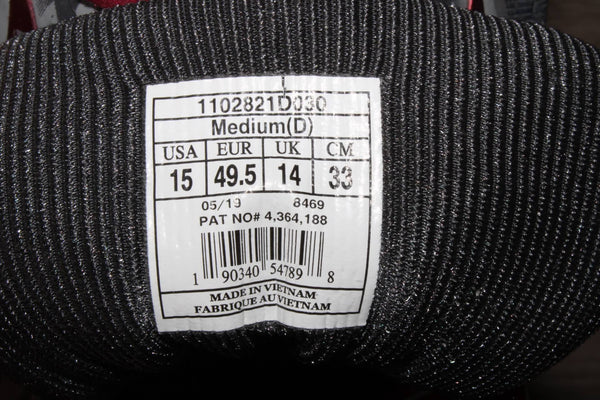 1102821D030
Medium(D)
USA EUR UK CM
15 49.5 14 33
05/19 8469
PAT NO# 4,364,188
1 90340 54789 8
MADE IN VIETNAM
FABRIQUE AU VIETNAM